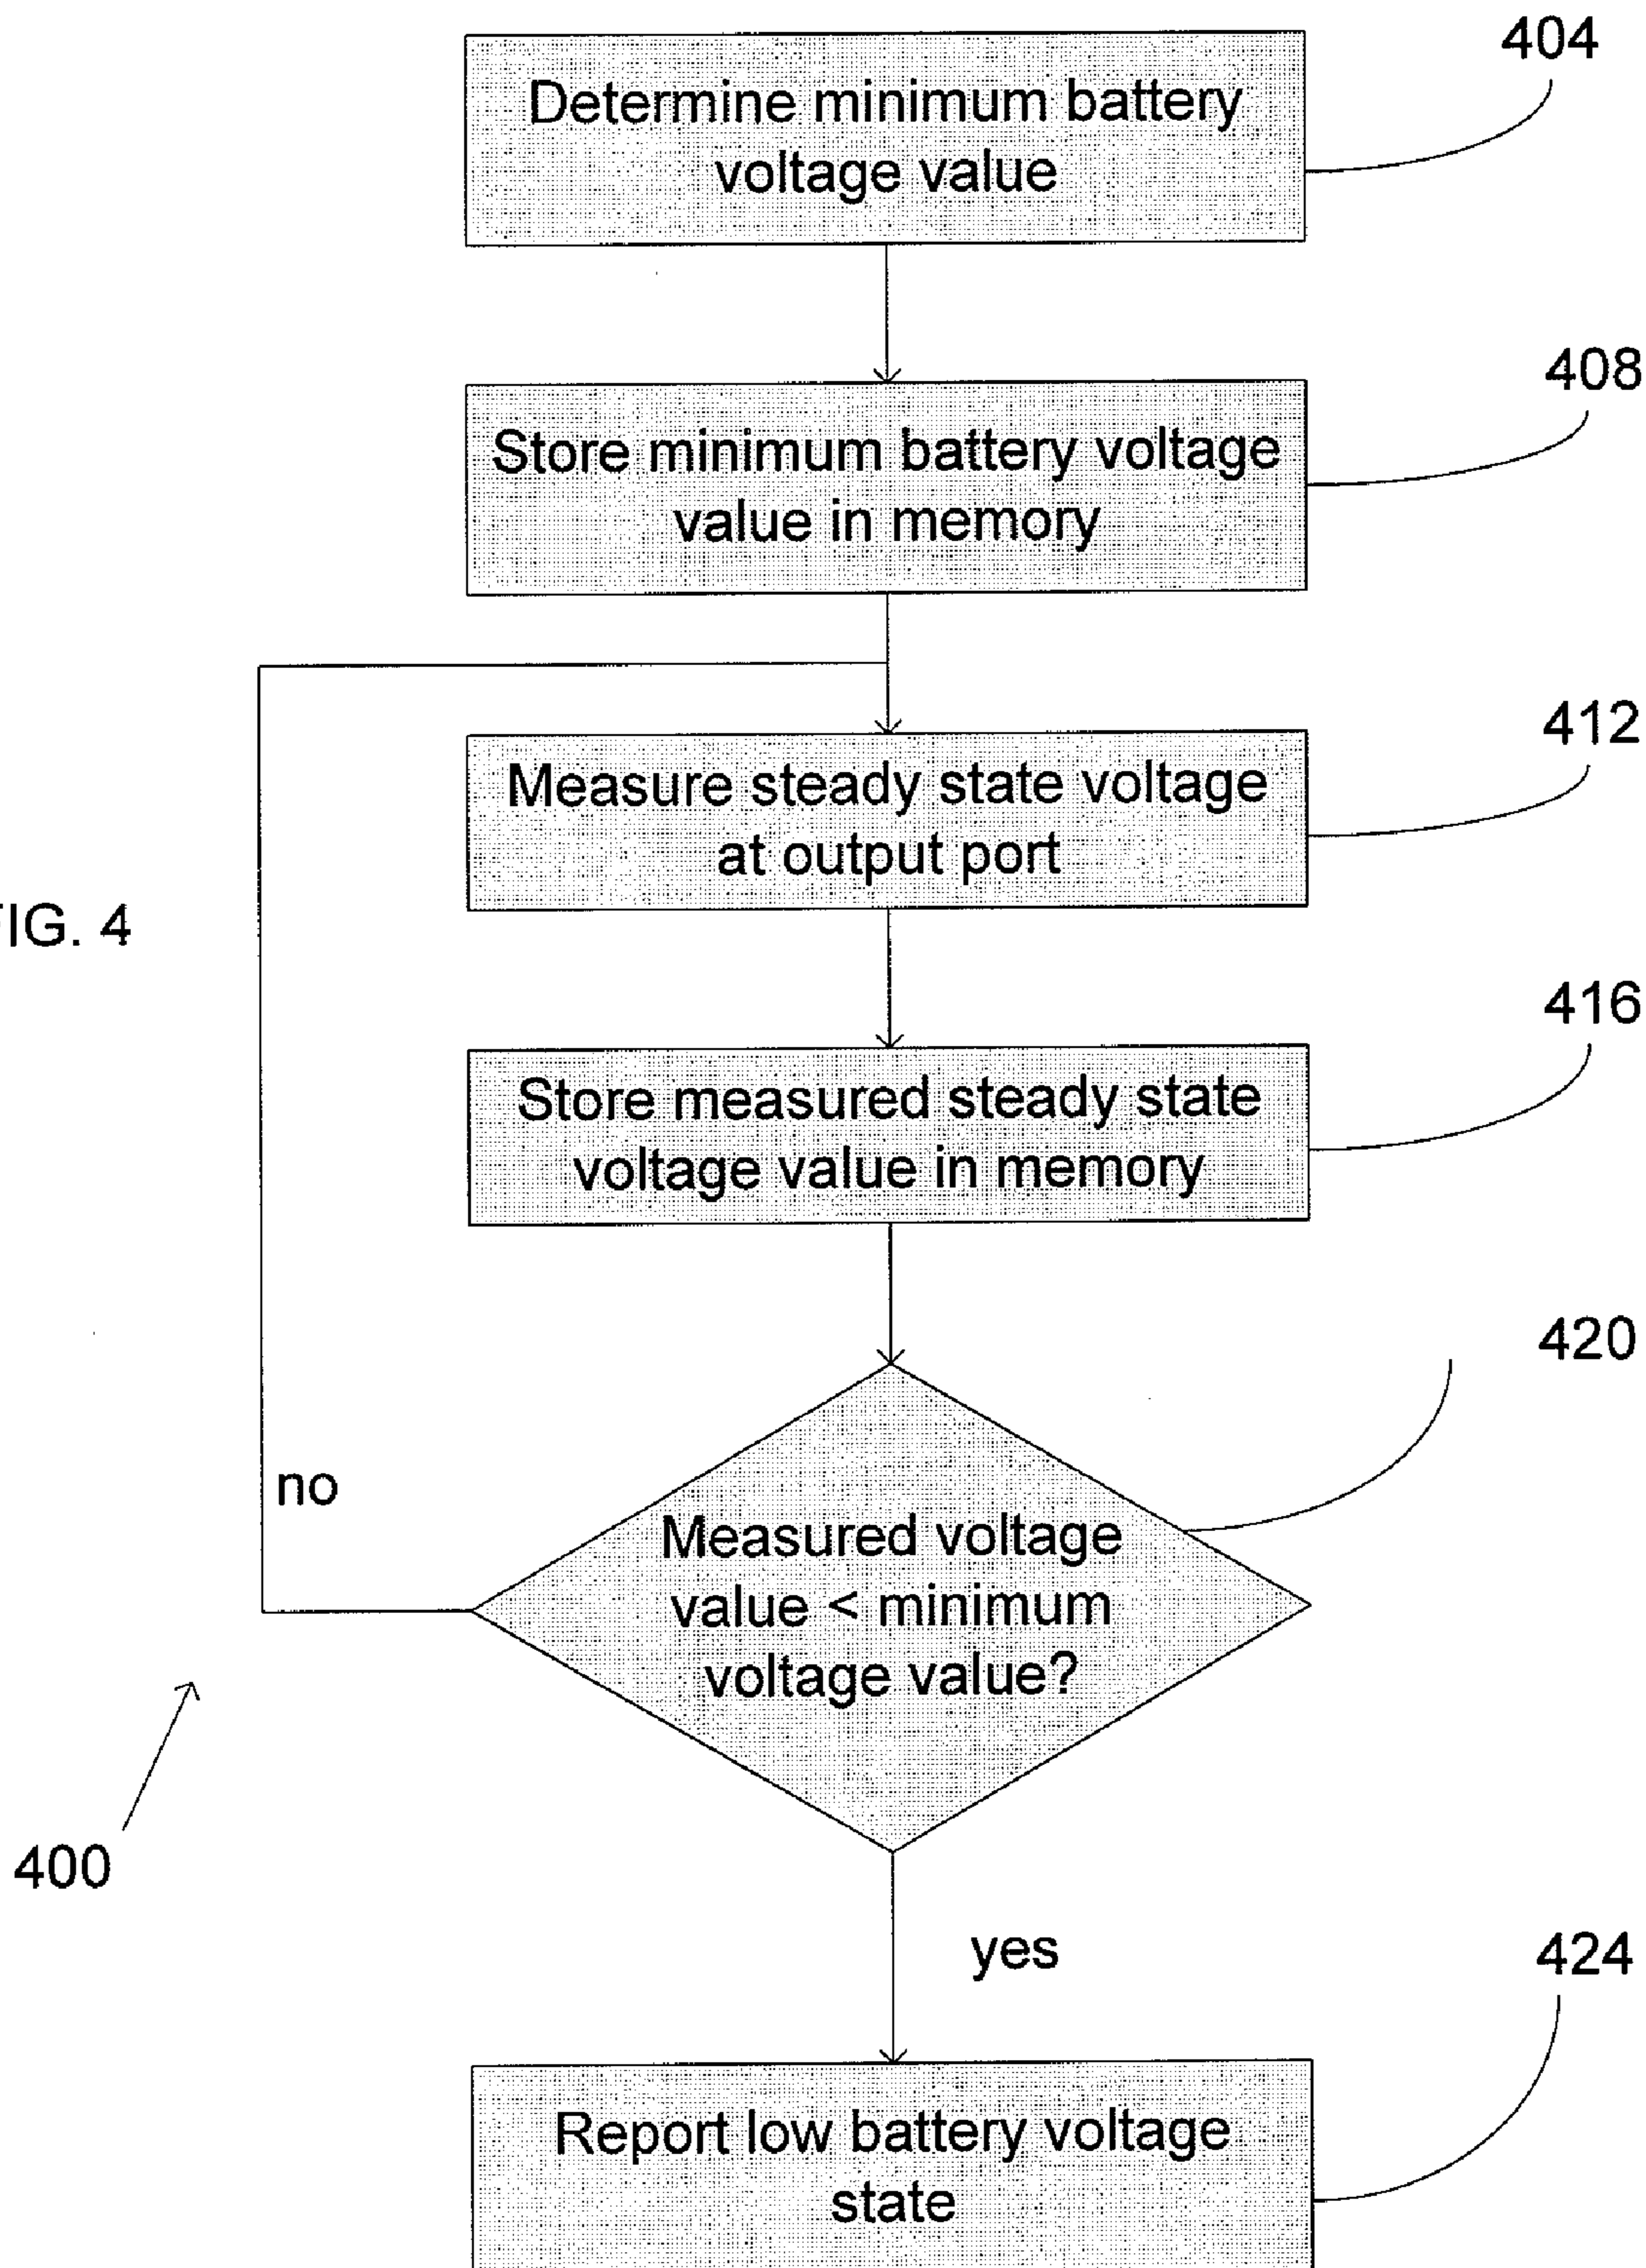 404
Determine minimum battery
voltage value
408
Store minimum battery voltage
value in memory
412
Measure steady state voltage
at output port
IG. 4
416
Store measured steady state
voltage value in memory
420
no
Measured voltage
value < minimum
voltage value?
400
yes
424
Report low battery voltage
state